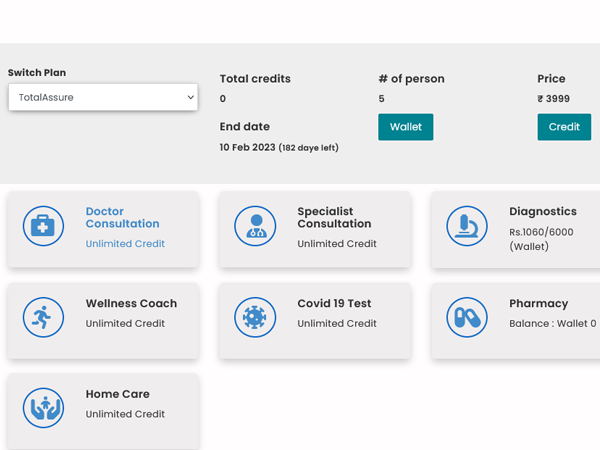 Switch Plan
TotalAssure
Total credits
0
End date
10 Feb 2023 (182 daye left)
# of person
5
Wallet
Price
₹ 3999
Credit
Doctor
Consultation
Unlimited Credit
Specialist
Consultation
Unlimited Credit
Diagnostics
Rs.1060/6000
(Wallet)
Wellness Coach
Unlimited Credit
Covid 19 Test
Unlimited Credit
Pharmacy
Balance : Wallet 0
Home Care
Unlimited Credit